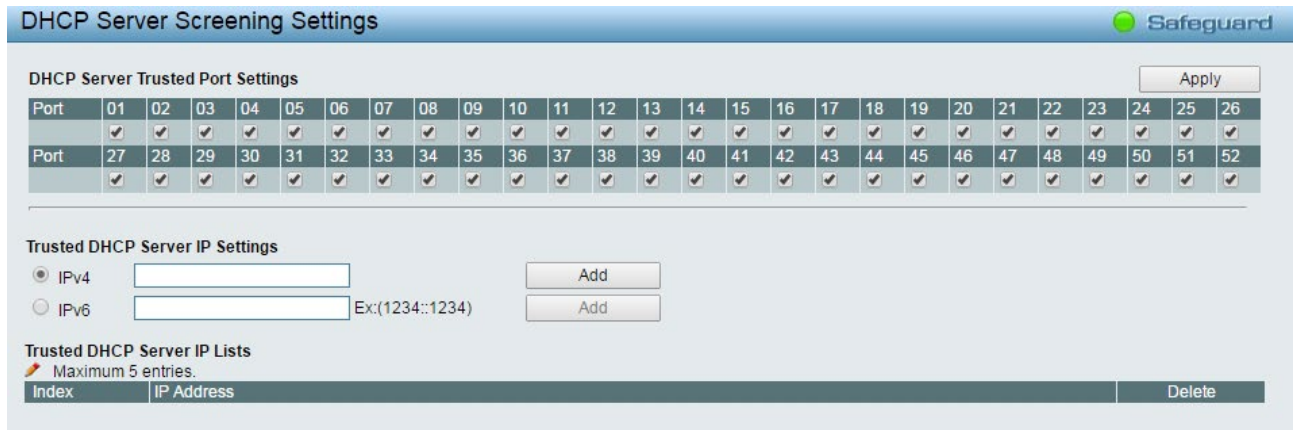 DHCP Server Screening Settings Safeguard
DHCP Server Trusted Port Settings Apply
Port 01 02 03 04 05 06 07 08 09 10 11 12 13 14 15 16 17 18 19 20 21 22 23 24 25 26
Port 27 28 29 30 31 32 33 34 35 36 37 38 39 40 41 42 43 44 45 46 47 48 49 50 51 52
Trusted DHCP Server IP Settings
IPv4 Add
IPv6 Ex:(1234::1234) Add
Trusted DHCP Server IP Lists
Maximum 5 entries.
Index IP Address Delete